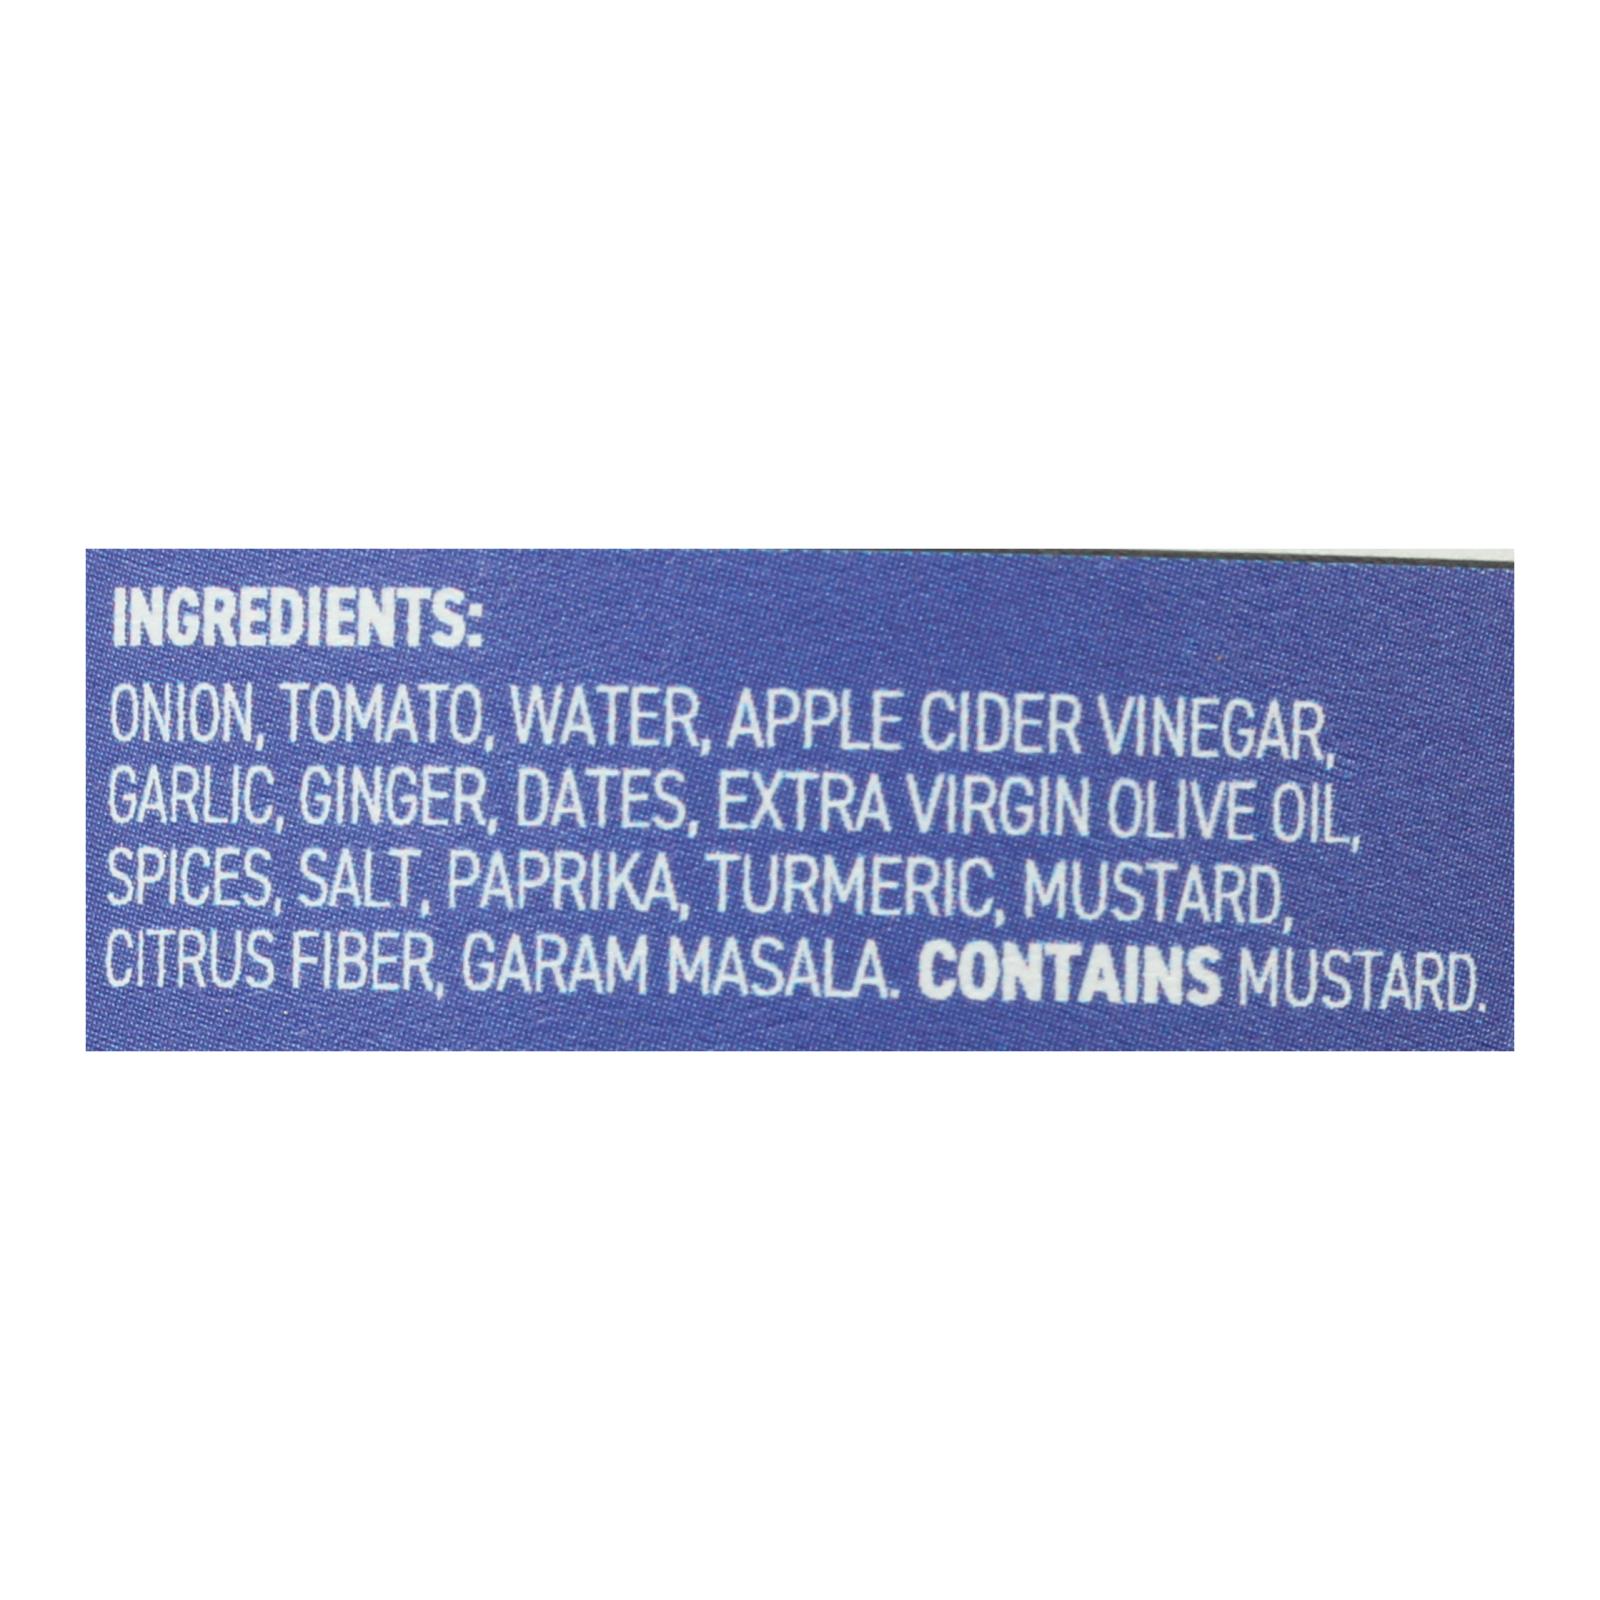 INGREDIENTS:
ONION, TOMATO, WATER, APPLE CIDER VINEGAR,
GARLIC, GINGER, DATES, EXTRA VIRGIN OLIVE OIL,
SPICES, SALT, PAPRIKA, TURMERIC, MUSTARD,
CITRUS FIBER, GARAM MASALA. CONTAINS MUSTARD.